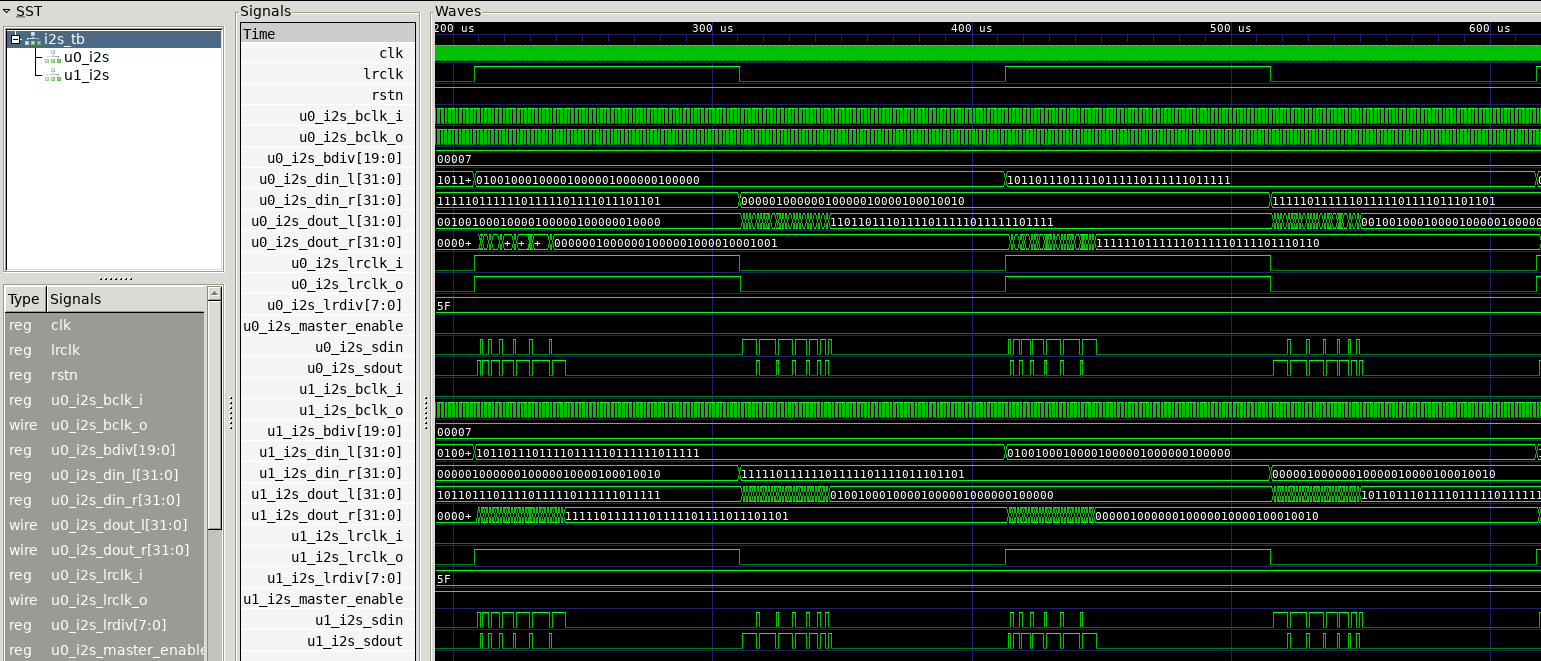 SST
i2s_tb
u0_i2s
u1_i2s
Type Signals
reg clk
reg lrclk
reg rstn
reg u0_i2s_bclk_i
wire u0_i2s_bclk_o
reg u0_i2s_bdiv[19:0]
reg u0_i2s_din_l[31:0]
reg u0_i2s_din_r[31:0]
wire u0_i2s_dout_l[31:0]
wire u0_i2s_dout_r[31:0]
reg u0_i2s_lrclk_i
wire u0_i2s_lrclk_o
reg u0_i2s_lrdiv[7:0]
reg u0_i2s_master_enable
Signals
Time
clk
lrclk
rstn
u0_i2s_bclk_i
u0_i2s_bclk_o
u0_i2s_bdiv[19:0]
u0_i2s_din_l[31:0]
u0_i2s_din_r[31:0]
u0_i2s_dout_l[31:0]
u0_i2s_dout_r[31:0]
u0_i2s_lrclk_i
u0_i2s_lrclk_o
u0_i2s_lrdiv[7:0]
u0_i2s_master_enable
u0_i2s_sdin
u0_i2s_sdout
u1_i2s_bclk_i
u1_i2s_bclk_o
u1_i2s_bdiv[19:0]
u1_i2s_din_l[31:0]
u1_i2s_din_r[31:0]
u1_i2s_dout_l[31:0]
u1_i2s_dout_r[31:0]
u1_i2s_lrclk_i
u1_i2s_lrclk_o
u1_i2s_lrdiv[7:0]
u1_i2s_master_enable
u1_i2s_sdin
u1_i2s_sdout
Waves
200 us 300 us 400 us 500 us 600 us
00007
1011+ 01001000100001000001000000100000 10110111011110111110111111011111
11111011111101111101111011101101 00000100000010000010000100010010 11111011111101111101111011101101
00100100010000100000100000010000 11011011101111011111011111101111 0010010001000010000010000
0000+ + + + 00000010000001000001000010001001 11111101111110111110111101110110
5F
00007
0100+ 10110111011110111110111111011111 01001000100001000001000000100000
00000100000010000010000100010010 11111011111101111101111011101101 00000100000010000010000100010010
10110111011110111110111111011111 01001000100001000001000000100000 1011011101111011111011111
0000+ 11111011111101111101111011101101 00000100000010000010000100010010
5F